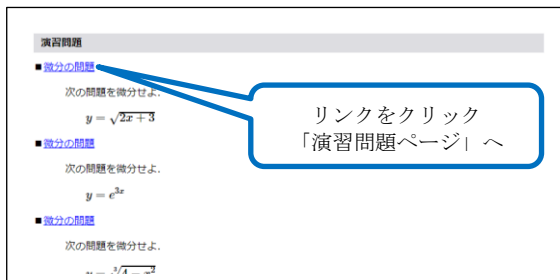 演習問題
■微分の問題
次の問題を微分せよ.
y = √(2x + 3)
リンクをクリック
「演習問題ページ」へ
■微分の問題
次の問題を微分せよ.
y = e^{3x}
■微分の問題
次の問題を微分せよ.
y = ∛(4 − x²)